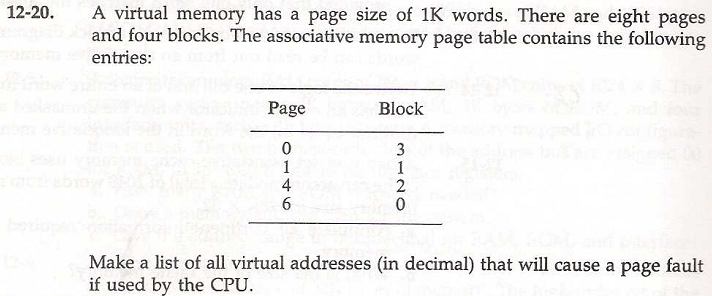 12-20. A virtual memory has a page size of 1K words. There are eight pages
and four blocks. The associative memory page table contains the following
entries:
Page Block
0 3
1 1
4 2
6 0
Make a list of all virtual addresses (in decimal) that will cause a page fault
if used by the CPU.